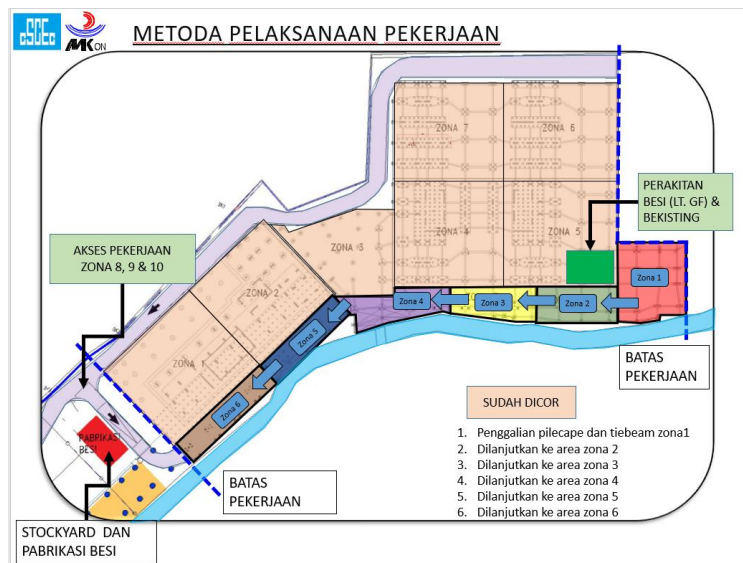 CSCEC
MKON
METODA PELAKSANAAN PEKERJAAN
ZONA 7
ZONA 6
PERAKITAN
BESI (LT. GF) &
BEKISTING
AKSES PEKERJAAN
ZONA 8, 9 & 10
ZONA 3
ZONA 4
ZONA 5
ZONA 2
ZONA 1
Zona 1
Zona 2
Zona 3
Zona 4
Zona 5
Zona 6
BATAS
PEKERJAAN
SUDAH DICOR
1. Penggalian pilecape dan tiebeam zona1
2. Dilanjutkan ke area zona 2
3. Dilanjutkan ke area zona 3
4. Dilanjutkan ke area zona 4
5. Dilanjutkan ke area zona 5
6. Dilanjutkan ke area zona 6
PABRIKASI
BESI
BATAS
PEKERJAAN
STOCKYARD DAN
PABRIKASI BESI